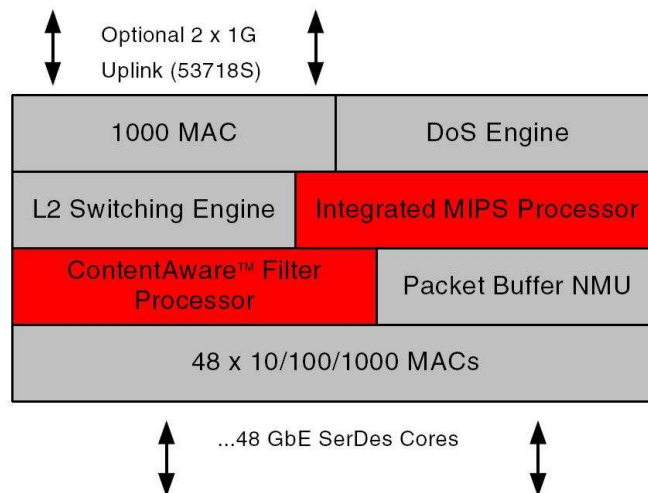 Optional 2 x 1G
Uplink (53718S)
1000 MAC
DoS Engine
L2 Switching Engine
Integrated MIPS Processor
ContentAware™ Filter
Processor
Packet Buffer NMU
48 x 10/100/1000 MACs
...48 GbE SerDes Cores